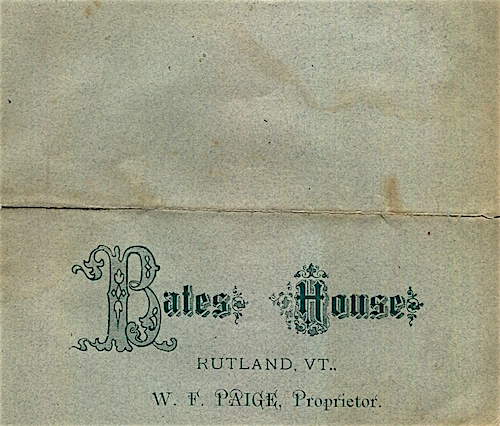 Bates House
RUTLAND, VT.,
W. F. PAIGE, Proprietor.